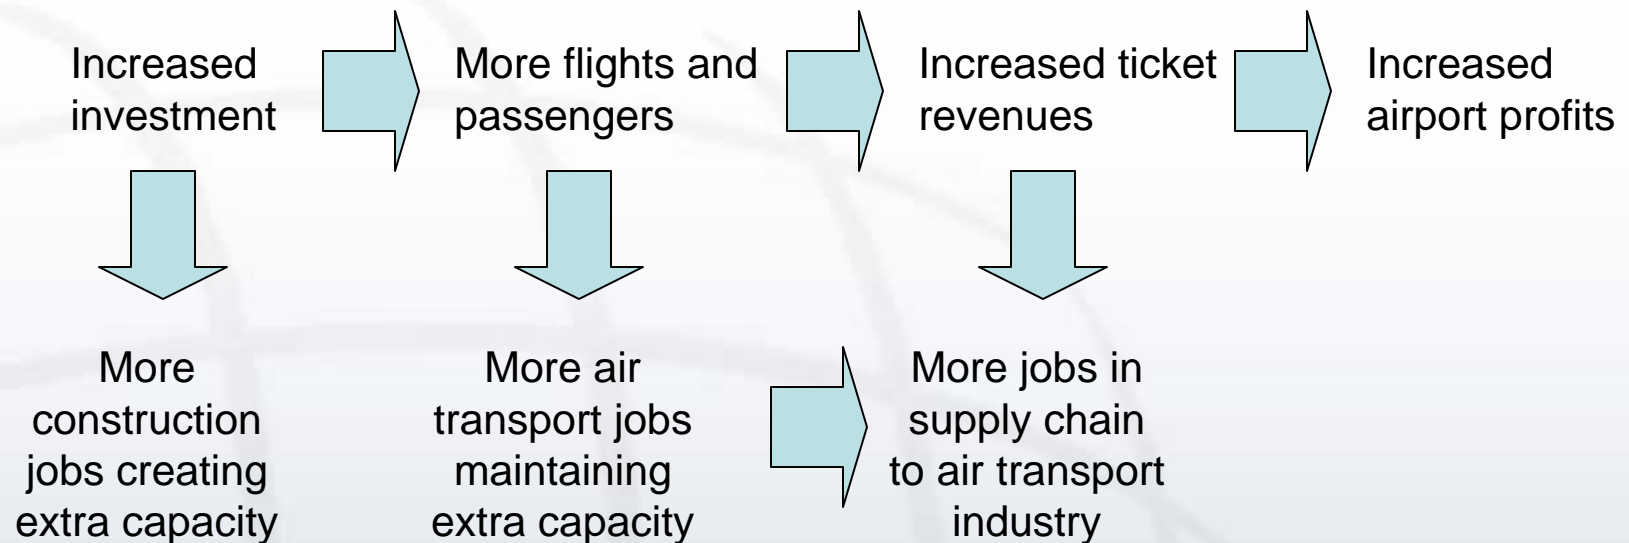 Increased
investment
More flights and
passengers
Increased ticket
revenues
Increased
airport profits
More
construction
jobs creating
extra capacity
More air
transport jobs
maintaining
extra capacity
More jobs in
supply chain
to air transport
industry